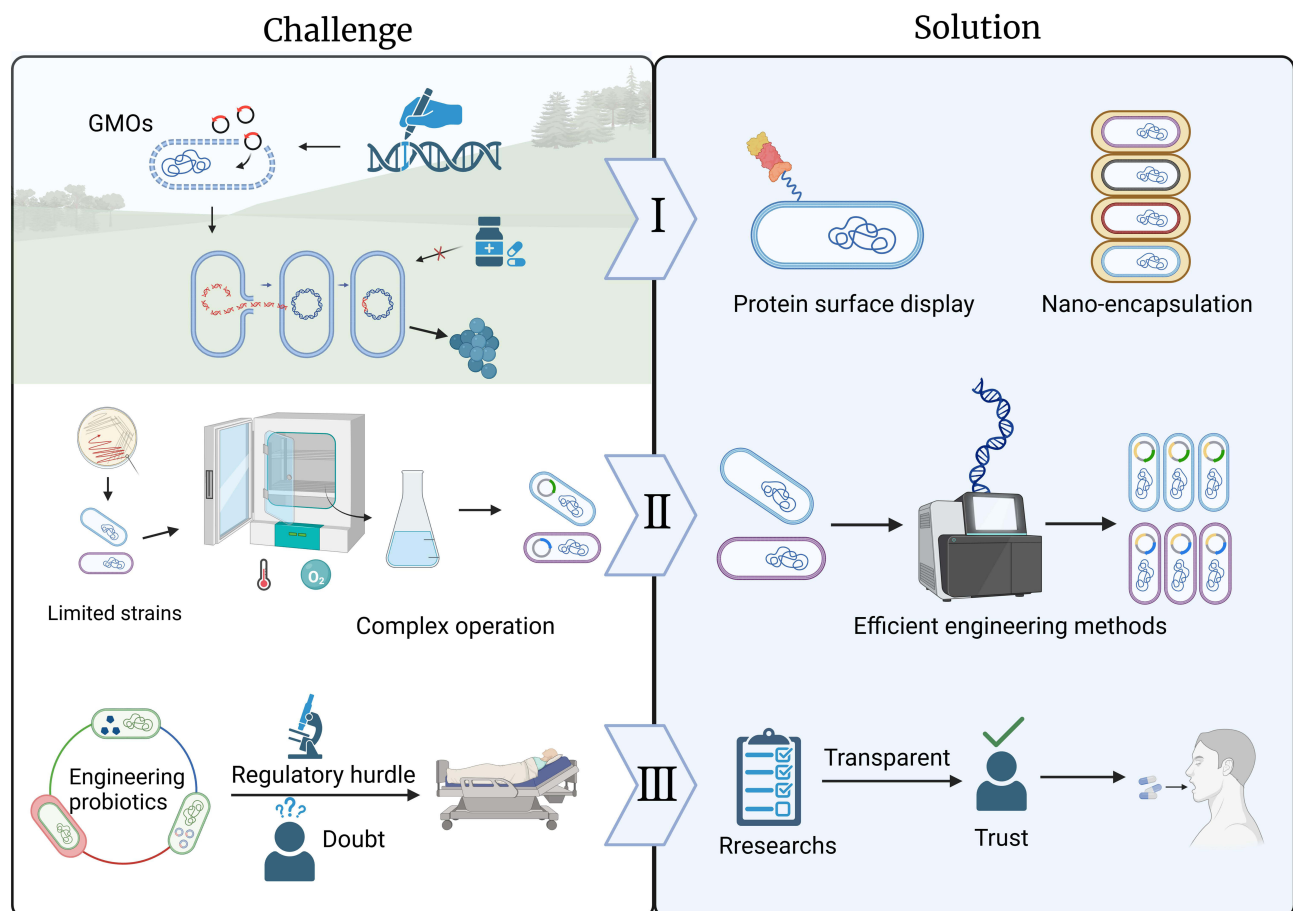 Challenge
Solution
GMOs
I
Protein surface display
Nano-encapsulation
Limited strains
O₂
Complex operation
II
Efficient engineering methods
Engineering
probiotics
Regulatory hurdle
???
Doubt
III
Transparent
Rresearchs
Trust